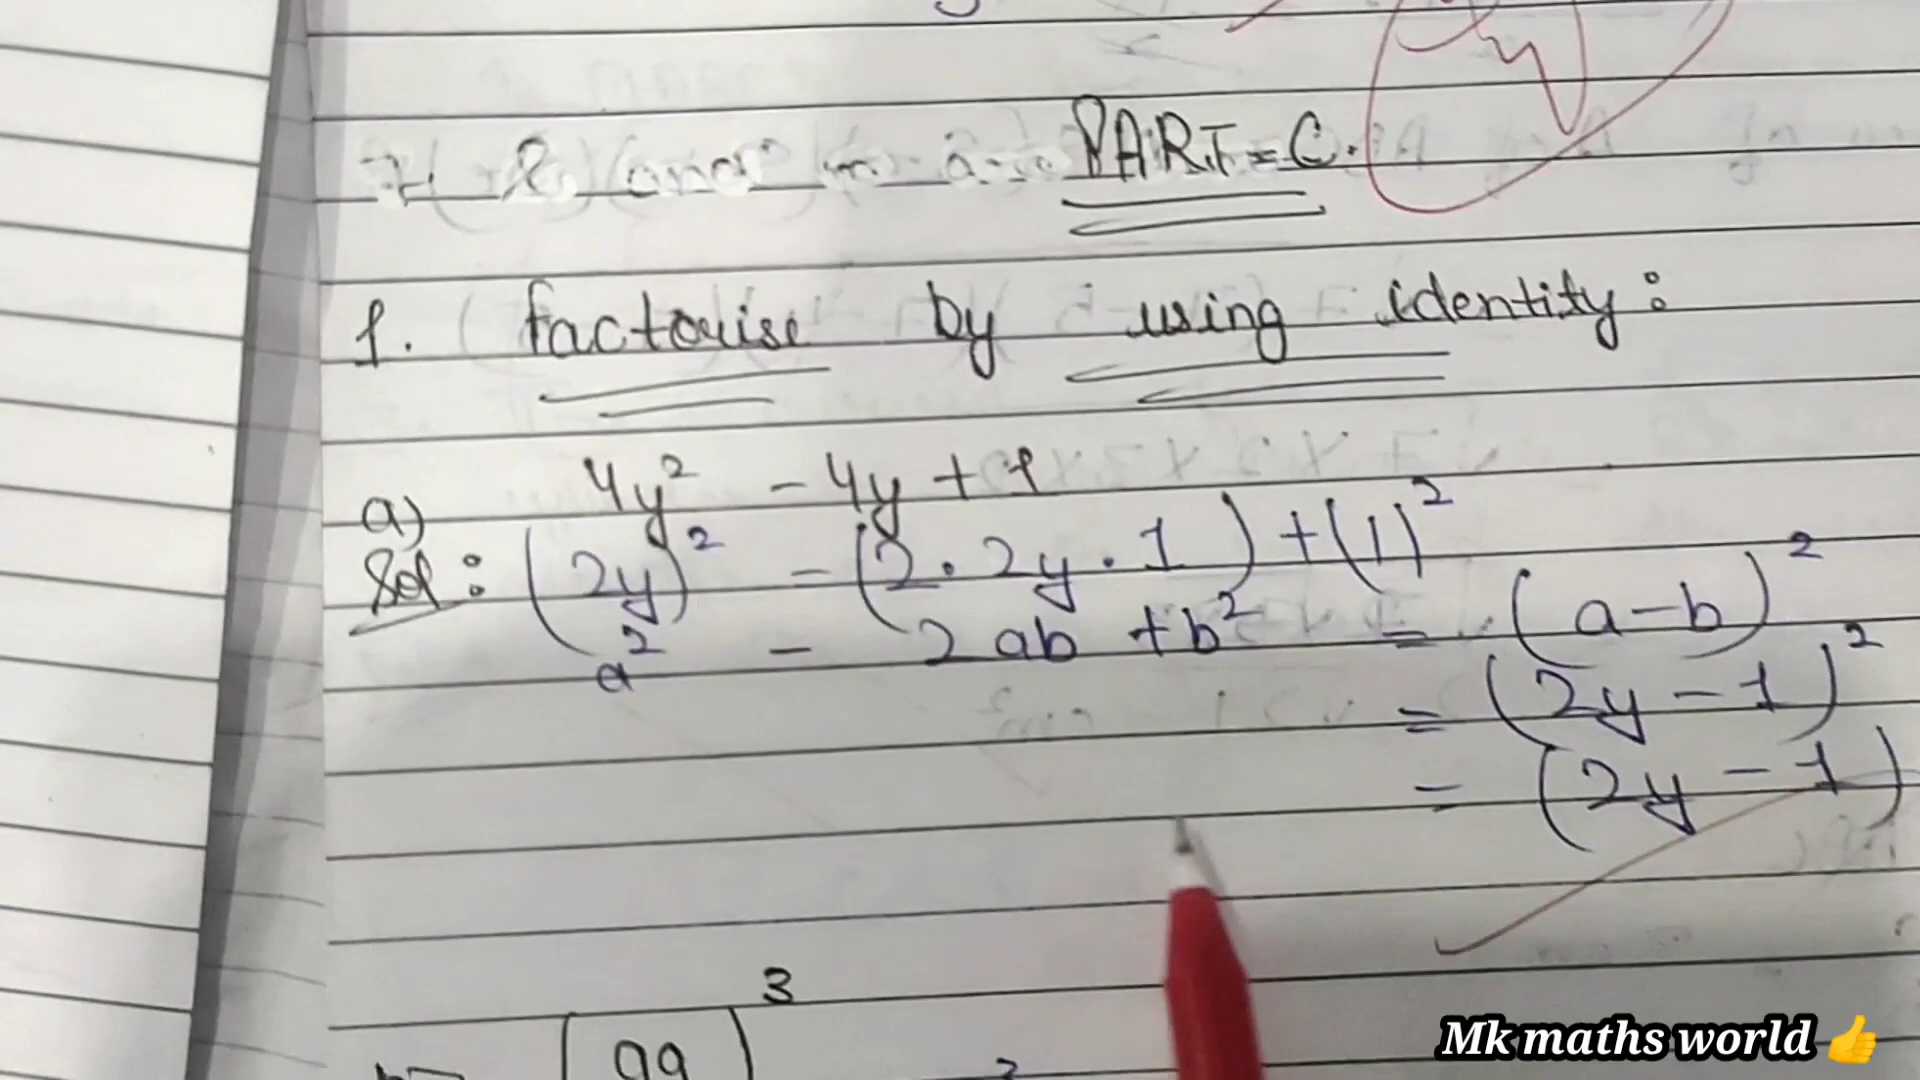 PART = C.
1. factorise by using identity:
a) 4y² - 4y + 1
Sol: (2y)² - (2 . 2y . 1) + (1)²
a² - 2ab + b² = (a-b)²
= (2y - 1)²
= (2y - 1)
(99)³
Mk maths world 👍